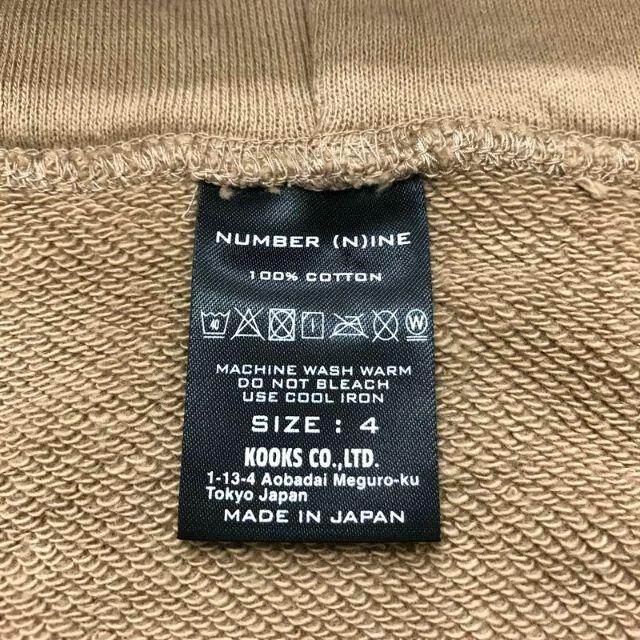 NUMBER (N)INE
100% COTTON
40 W
MACHINE WASH WARM
DO NOT BLEACH
USE COOL IRON
SIZE : 4
KOOKS CO.,LTD.
1-13-4 Aobadai Meguro-ku
Tokyo Japan
MADE IN JAPAN